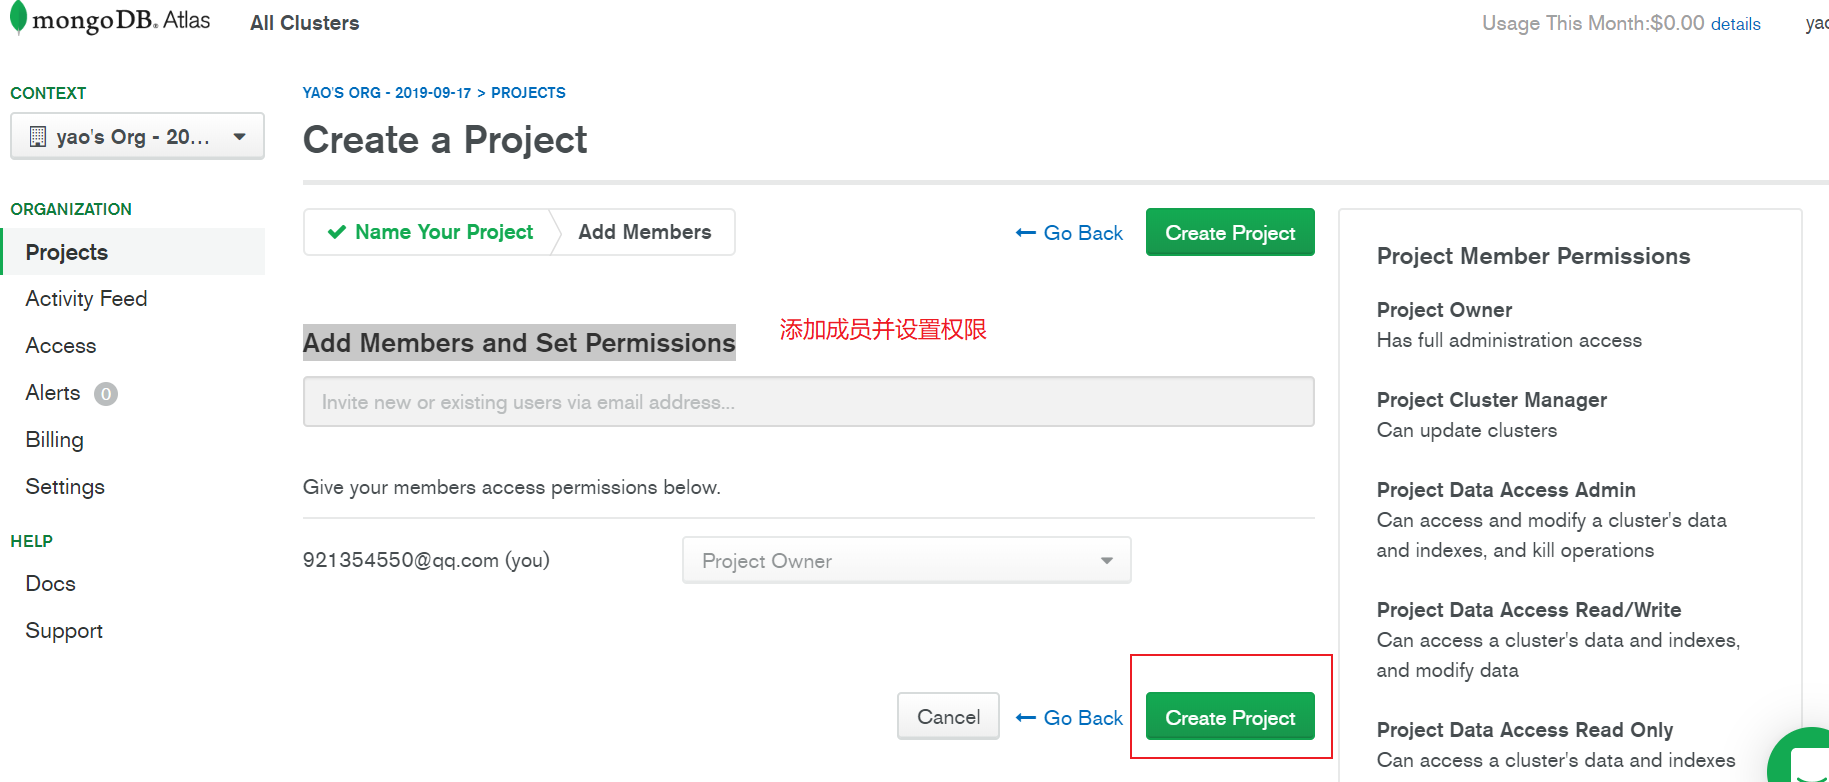 mongoDB. Atlas
All Clusters
Usage This Month:$0.00 details
CONTEXT
yao's Org - 20...
ORGANIZATION
Projects
Activity Feed
Access
Alerts 0
Billing
Settings
HELP
Docs
Support
YAO'S ORG - 2019-09-17 > PROJECTS
Create a Project
Name Your Project
Add Members
Go Back
Create Project
Add Members and Set Permissions
添加成员并设置权限
Invite new or existing users via email address...
Give your members access permissions below.
921354550@qq.com (you)
Project Owner
Cancel
Go Back
Create Project
Project Member Permissions
Project Owner
Has full administration access
Project Cluster Manager
Can update clusters
Project Data Access Admin
Can access and modify a cluster's data
and indexes, and kill operations
Project Data Access Read/Write
Can access a cluster's data and indexes,
and modify data
Project Data Access Read Only
Can access a cluster's data and indexes